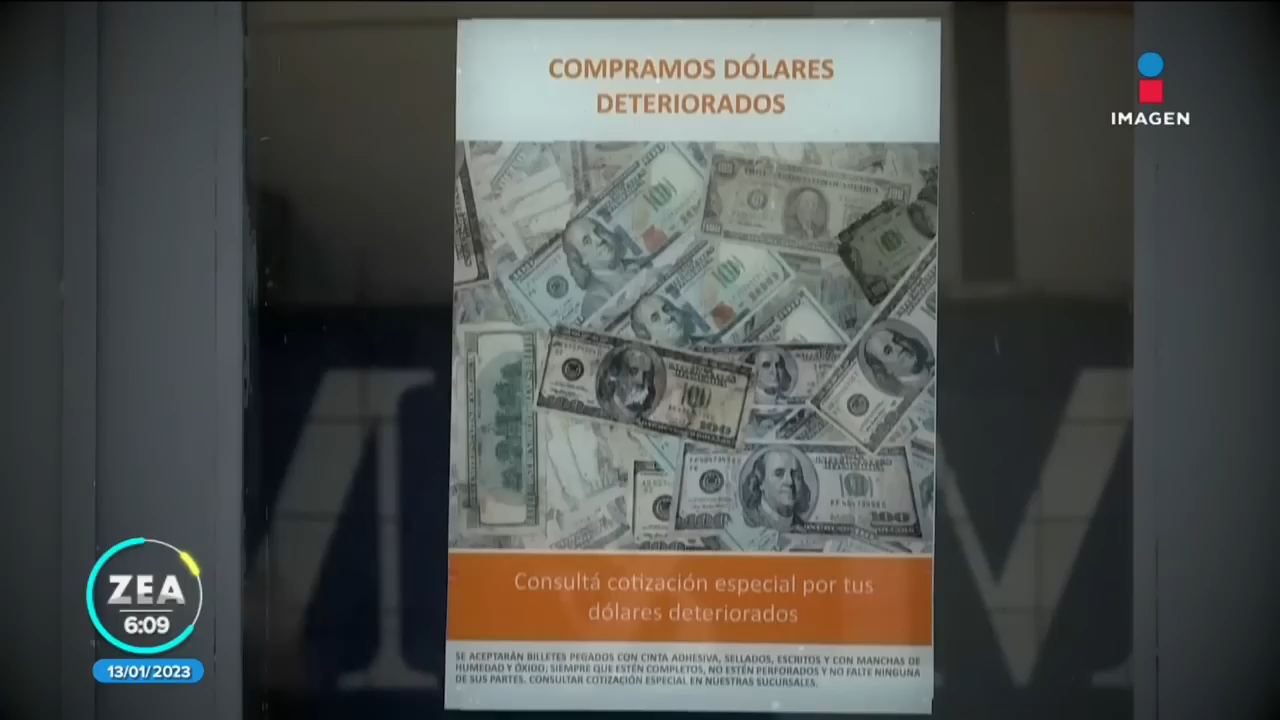 COMPRAMOS DÓLARES
DETERIORADOS
IMAGEN
Consultá cotización especial por tus
dólares deteriorados
SE ACEPTARÁN BILLETES PEGADOS CON CINTA ADHESIVA, SELLADOS, ESCRITOS Y CON MANCHAS DE
HUMEDAD Y ÓXIDO; SIEMPRE QUE ESTÉN COMPLETOS, NO ESTÉN PERFORADOS Y NO FALTE NINGUNA
DE SUS PARTES. CONSULTAR COTIZACIÓN ESPECIAL EN NUESTRAS SUCURSALES.
ZEA
6:09
13/01/2023
100
100